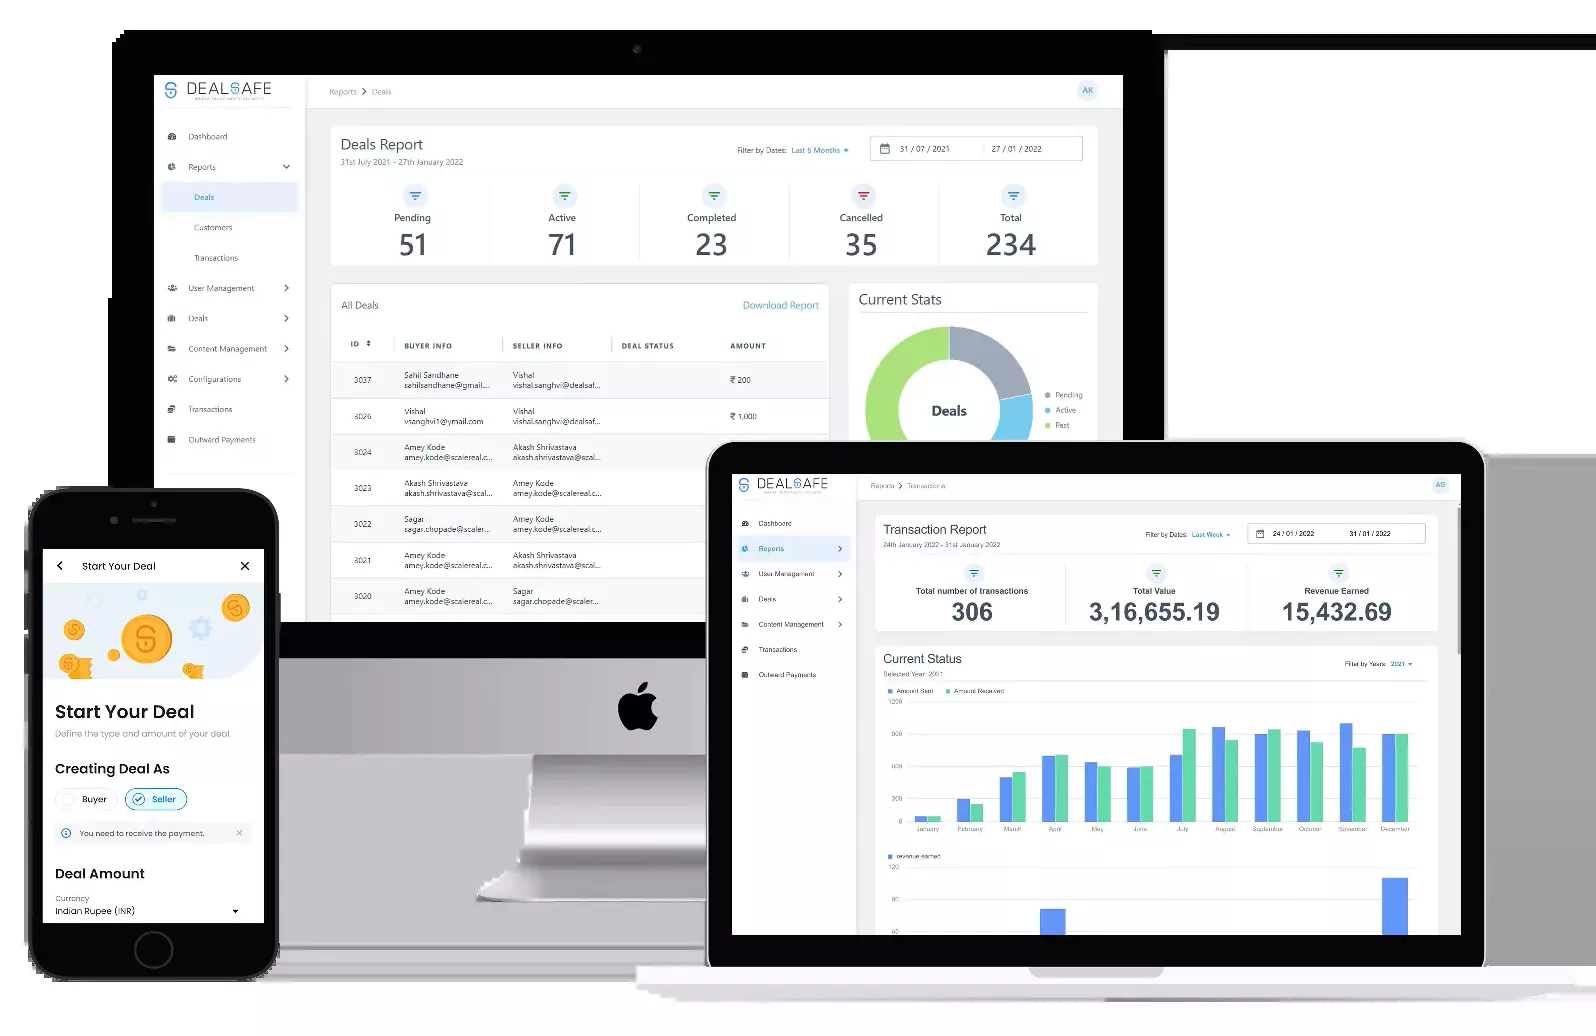 DEALSAFE
WHERE TRUST MEETS SECURITY
Reports > Deals
AK
Dashboard
Reports
Deals
Customers
Transactions
User Management
Deals
Content Management
Configurations
Transactions
Outward Payments
Deals Report
31st July 2021 - 27th January 2022
Filter by Dates: Last 6 Months
31 / 07 / 2021 27 / 01 / 2022
Pending Active Completed Cancelled Total
51 71 23 35 234
All Deals Download Report
ID BUYER INFO SELLER INFO DEAL STATUS AMOUNT
3037 Sahil Sandhane Vishal ₹ 200
sahilsandhane@gmail.... vishal.sanghvi@dealsaf...
3026 Vishal Vishal ₹ 1,000
vsanghvi1@ymail.com vishal.sanghvi@dealsaf...
3024 Amey Kode Akash Shrivastava
amey.kode@scalereal.c... akash.shrivastava@scal...
3023 Akash Shrivastava Amey Kode
akash.shrivastava@scal... amey.kode@scalereal.c...
3022 Sagar Amey Kode
sagar.chopade@scaler... amey.kode@scalereal.c...
3021 Amey Kode Akash Shrivastava
amey.kode@scalereal.c... akash.shrivastava@scal...
3020 Amey Kode Sagar
amey.kode@scalereal.c... sagar.chopade@scaler...
Current Stats
Deals
Pending
Active
Past
Start Your Deal
Start Your Deal
Define the type and amount of your deal.
Creating Deal As
Buyer Seller
You need to receive the payment.
Deal Amount
Currency
Indian Rupee (INR)
DEALSAFE
WHERE TRUST MEETS SECURITY
Reports > Transactions
AG
Dashboard
Reports
User Management
Deals
Content Management
Transactions
Outward Payments
Transaction Report
24th January 2022 - 31st January 2022
Filter by Dates: Last Week
24 / 01 / 2022 31 / 01 / 2022
Total number of transactions Total Value Revenue Earned
306 3,16,655.19 15,432.69
Current Status
Selected Year- 2021
Filter by Years: 2021
Amount Sent Amount Received
1200
900
600
300
0
January February March April May June July August September October November December
revenue earned
120
90
60